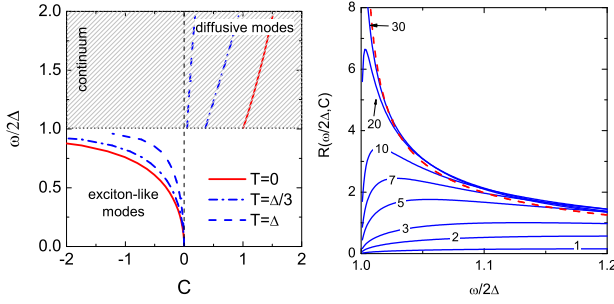 2.0
1.5
1.0
0.5
0.0
ω/2Δ
continuum
diffusive modes
exciton-like
modes
T=0
T=Δ/3
T=Δ
-2
-1
0
1
2
C
8
6
4
2
0
R(ω/2Δ,C)
30
20
10
7
5
3
2
1
1.0
1.1
1.2
ω/2Δ